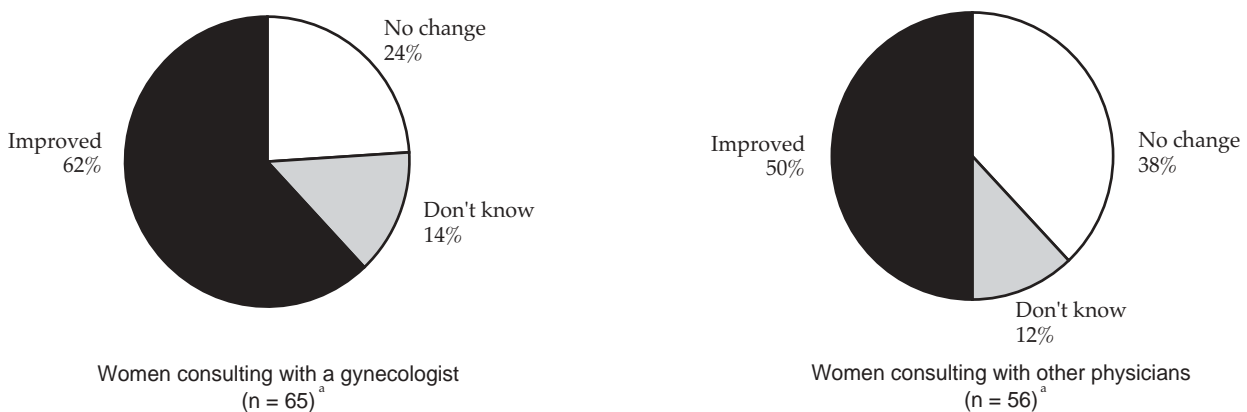 No change
24%
Improved
62%
Don't know
14%
Women consulting with a gynecologist
(n = 65) a
No change
38%
Improved
50%
Don't know
12%
Women consulting with other physicians
(n = 56) a